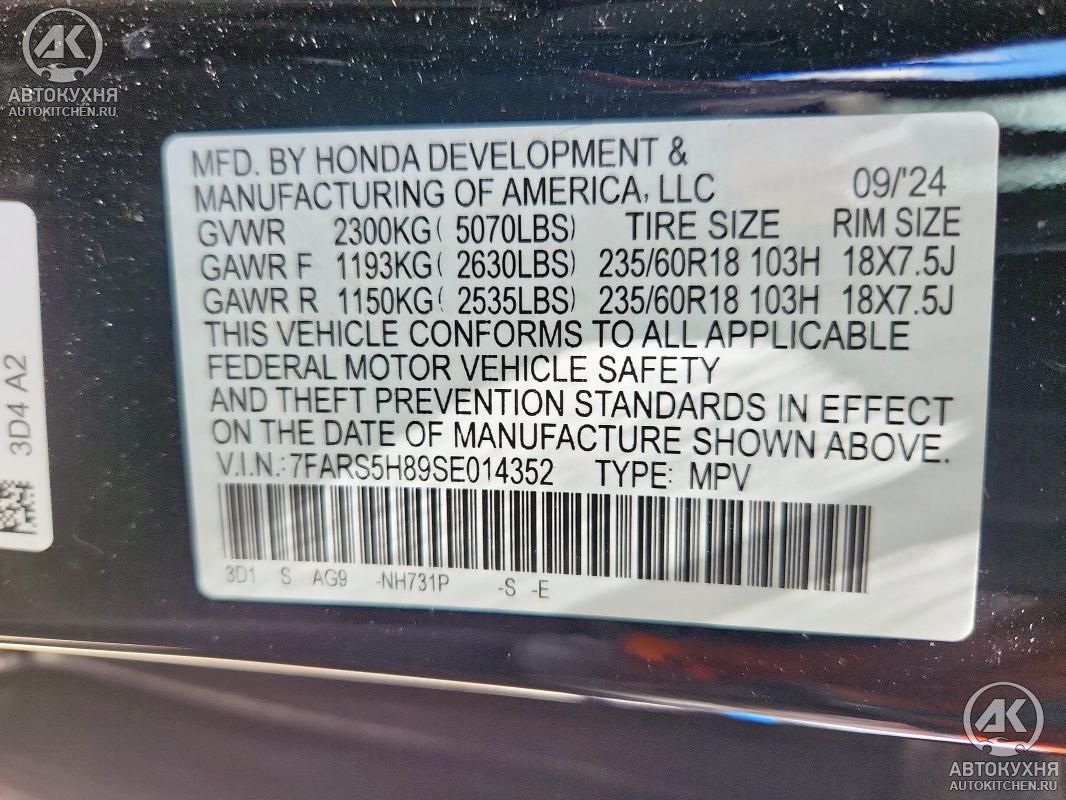 AK
АВТОКУХНЯ
AUTOKITCHEN.RU
MFD. BY HONDA DEVELOPMENT &
MANUFACTURING OF AMERICA, LLC 09/'24
GVWR 2300KG( 5070LBS) TIRE SIZE RIM SIZE
GAWR F 1193KG( 2630LBS) 235/60R18 103H 18X7.5J
GAWR R 1150KG( 2535LBS) 235/60R18 103H 18X7.5J
THIS VEHICLE CONFORMS TO ALL APPLICABLE
FEDERAL MOTOR VEHICLE SAFETY
AND THEFT PREVENTION STANDARDS IN EFFECT
ON THE DATE OF MANUFACTURE SHOWN ABOVE.
V.I.N.: 7FARS5H89SE014352 TYPE: MPV
3D1 S AG9 -NH731P -S -E
3D4 A2
AK
АВТОКУХНЯ
AUTOKITCHEN.RU